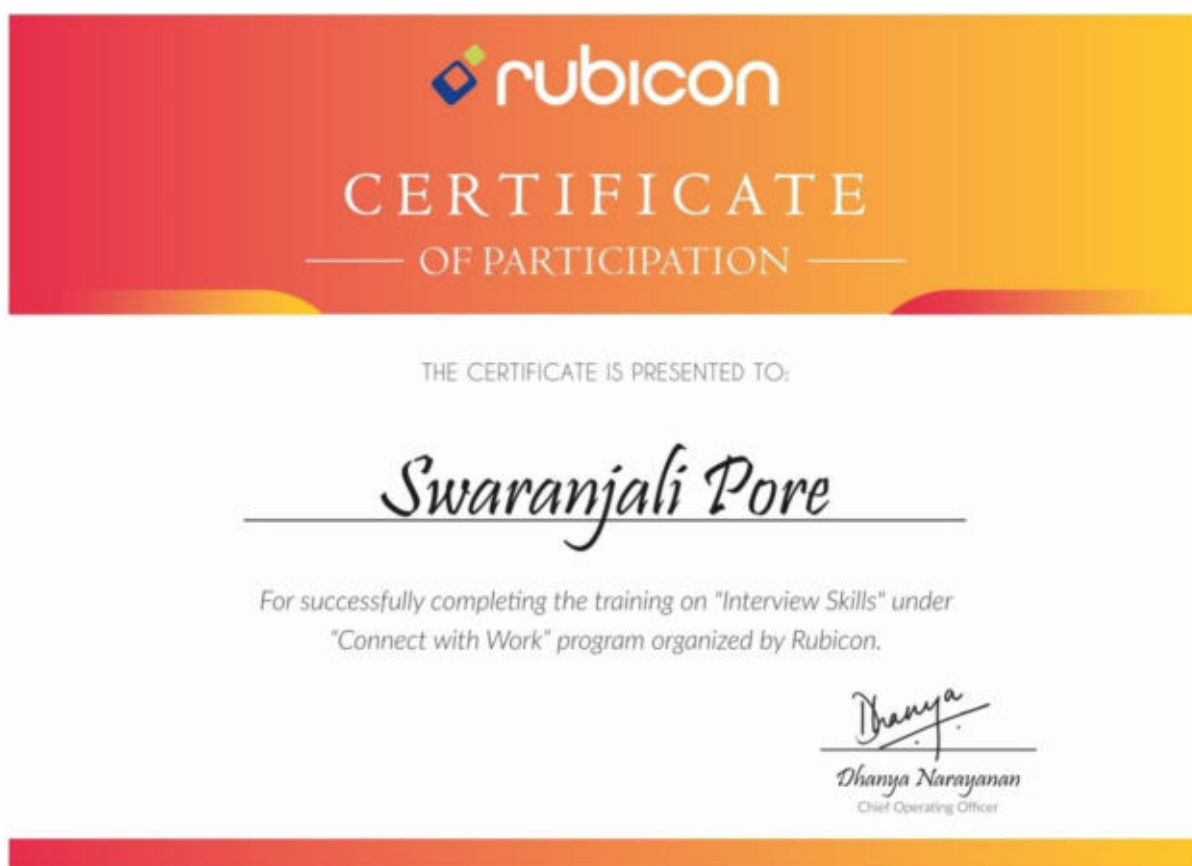 rubicon
CERTIFICATE
OF PARTICIPATION
THE CERTIFICATE IS PRESENTED TO:
Swaranjali Pore
For successfully completing the training on "Interview Skills" under
"Connect with Work" program organized by Rubicon.
Dhanya
Dhanya Narayanan
Chief Operating Officer